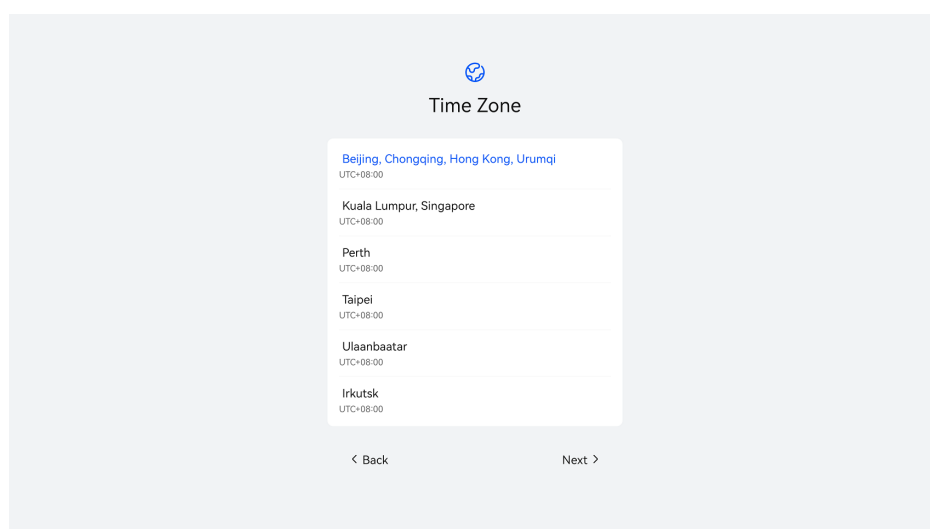 Time Zone
Beijing, Chongqing, Hong Kong, Urumqi
UTC+08:00
Kuala Lumpur, Singapore
UTC+08:00
Perth
UTC+08:00
Taipei
UTC+08:00
Ulaanbaatar
UTC+08:00
Irkutsk
UTC+08:00
Back
Next